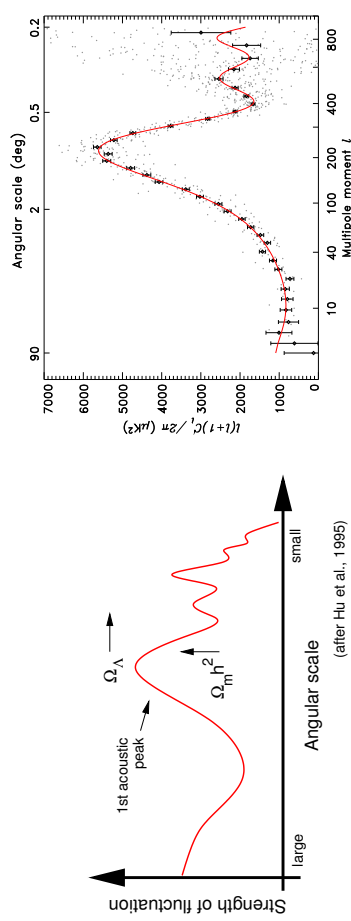 Strength of fluctuation
1st acoustic
peak
Ω_Λ
Ω_m h²
large
small
Angular scale
(after Hu et al., 1995)
Angular scale (deg)
90
2
0.5
0.2
7000
6000
5000
4000
3000
2000
1000
0
l(l+1)C_l/2π (μK²)
10
40
100
200
400
800
Multipole moment l